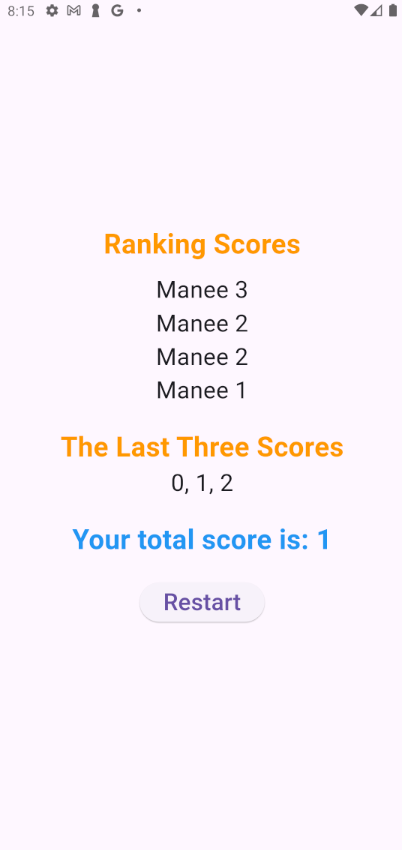 8:15
Ranking Scores
Manee 3
Manee 2
Manee 2
Manee 1
The Last Three Scores
0, 1, 2
Your total score is: 1
Restart